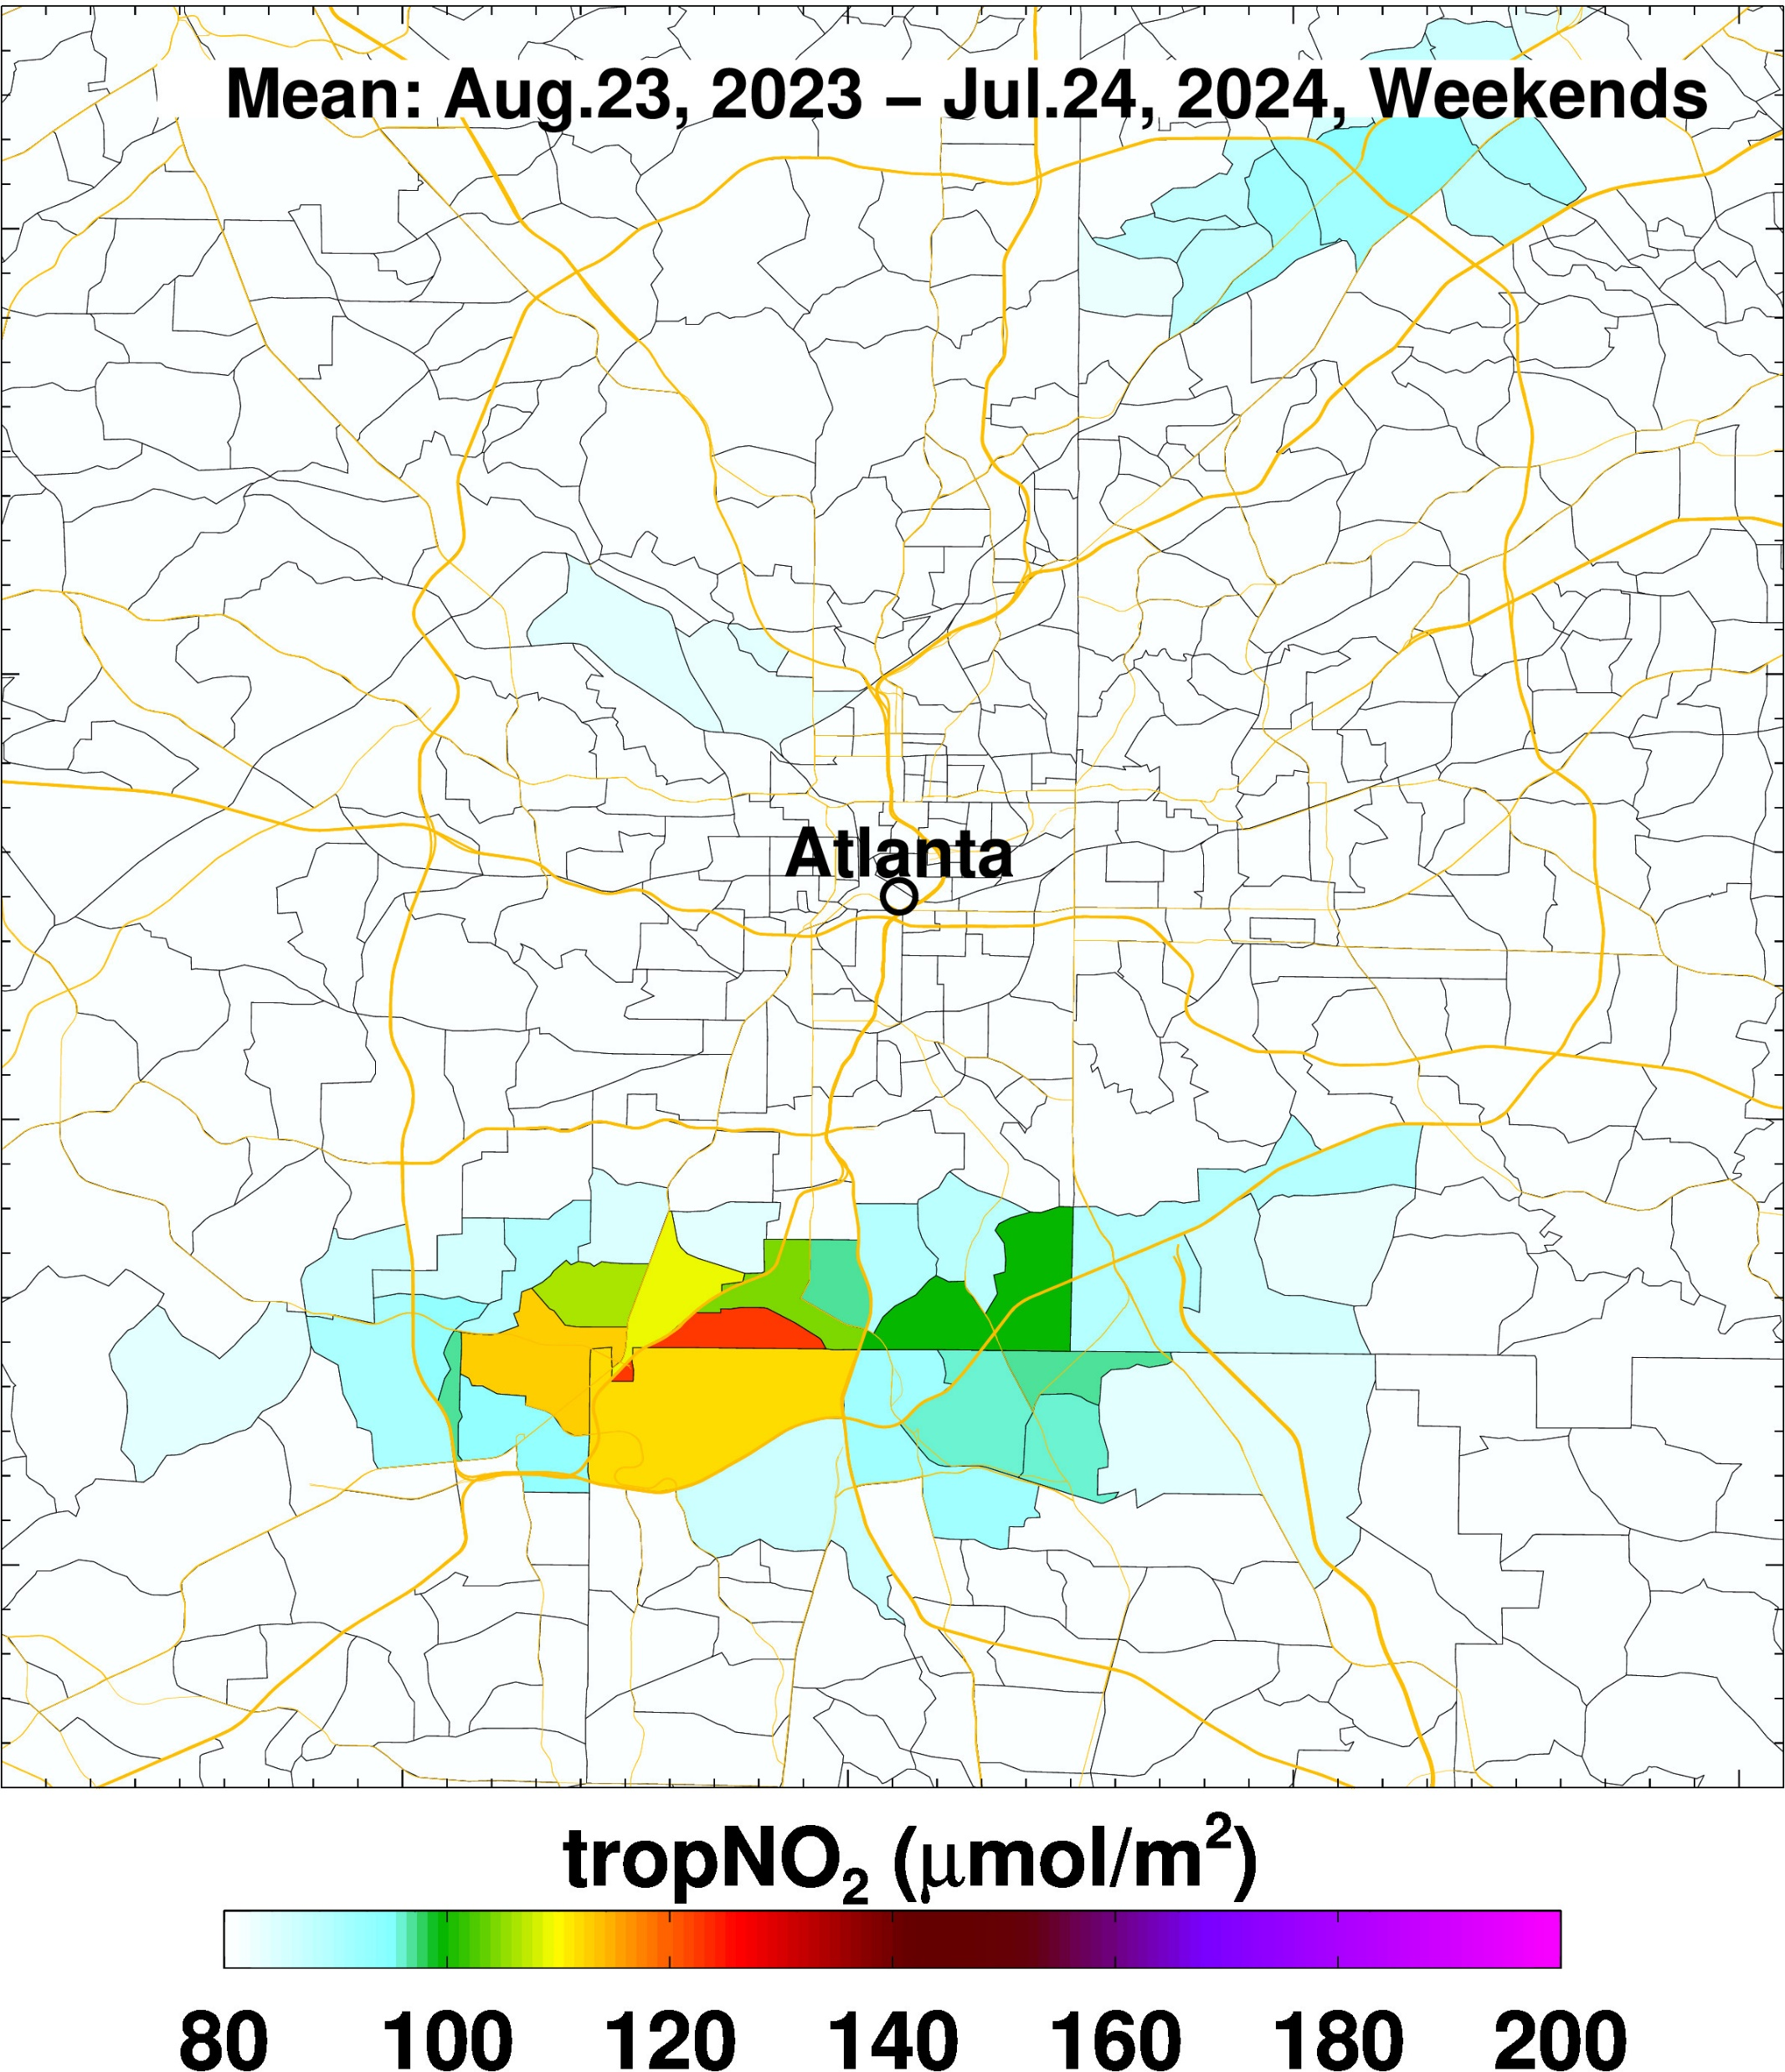 Mean: Aug.23, 2023 – Jul.24, 2024, Weekends
Atlanta
tropNO₂ (μmol/m²)
80 100 120 140 160 180 200